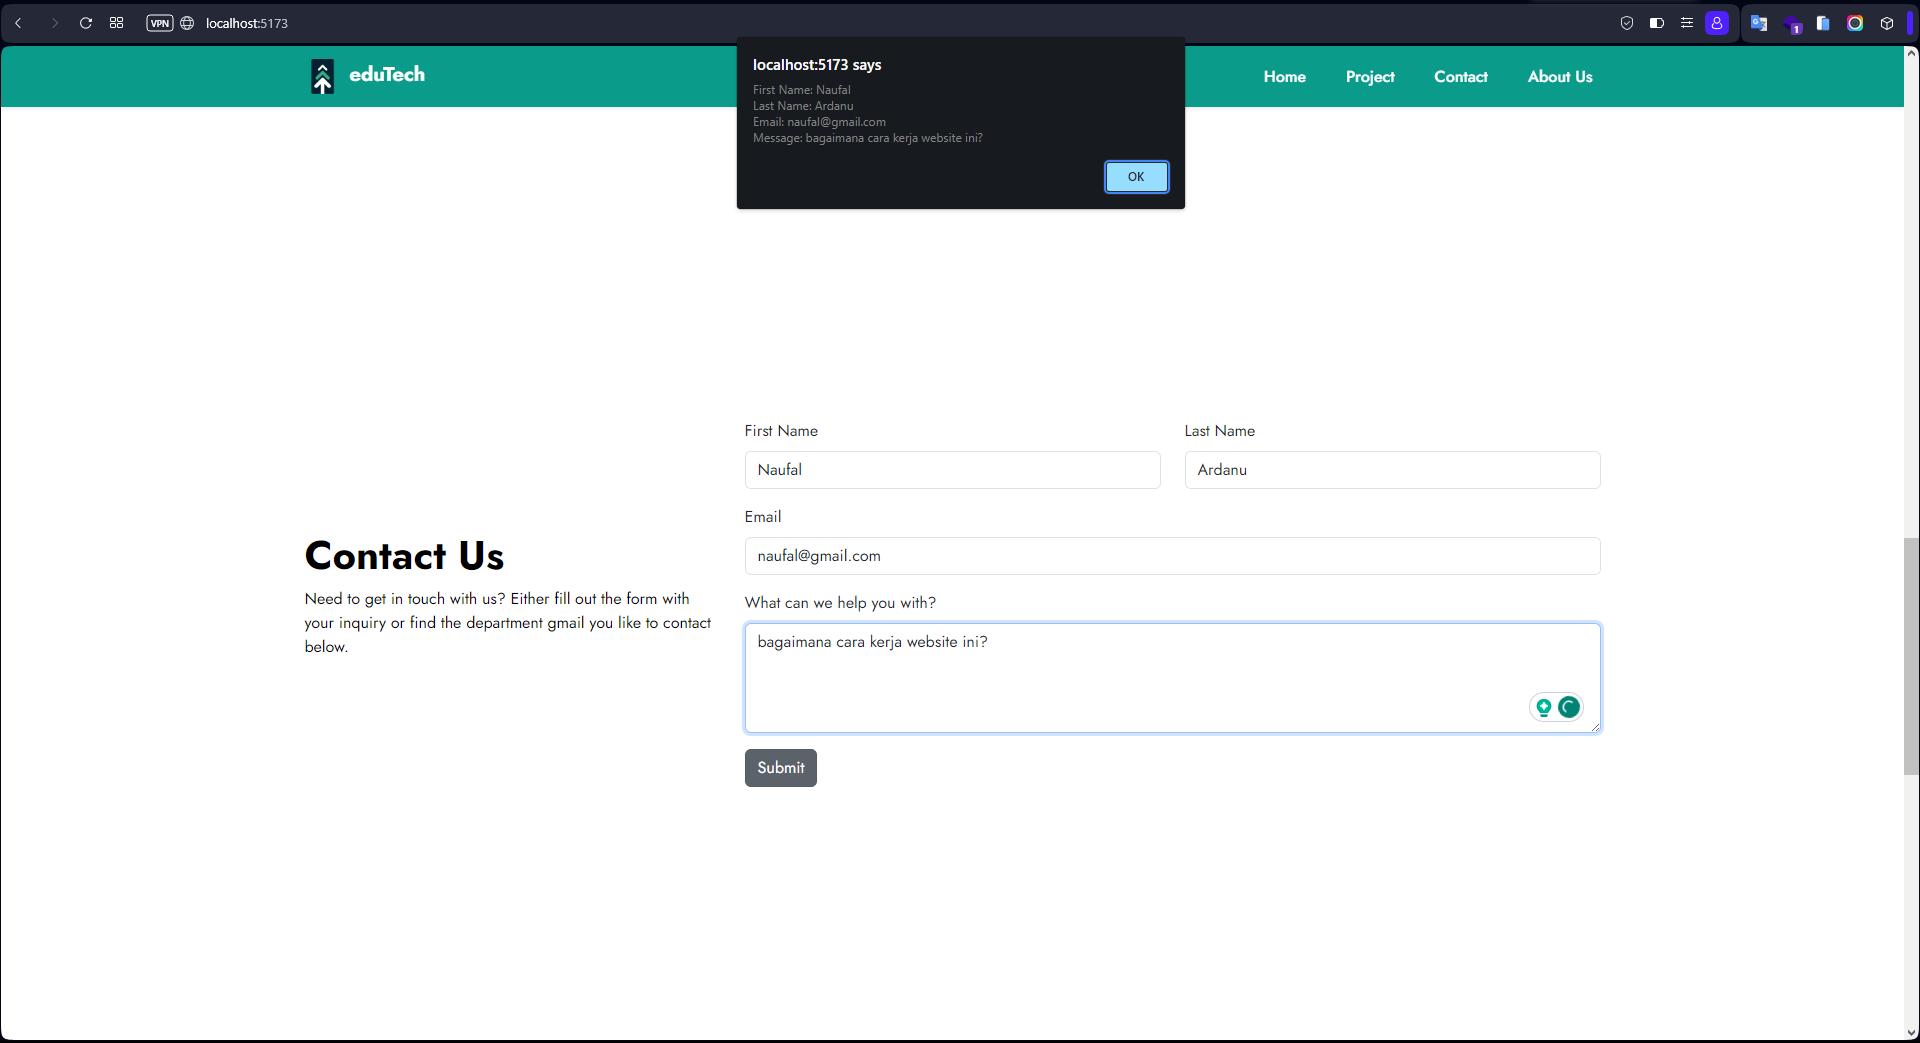 VPN localhost:5173
1
eduTech
Home Project Contact About Us
localhost:5173 says
First Name: Naufal
Last Name: Ardanu
Email: naufal@gmail.com
Message: bagaimana cara kerja website ini?
OK
First Name Last Name
Naufal Ardanu
Email
naufal@gmail.com
Contact Us
Need to get in touch with us? Either fill out the form with
your inquiry or find the department gmail you like to contact
below.
What can we help you with?
bagaimana cara kerja website ini?
Submit